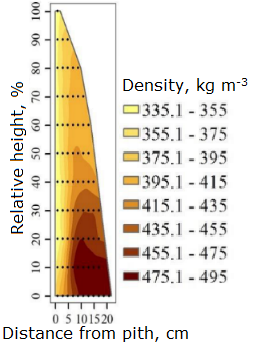 Relative height, %
100
90
80
70
60
50
40
30
20
10
0
0 5 10 15 20
Distance from pith, cm
Density, kg m-3
335.1 - 355
355.1 - 375
375.1 - 395
395.1 - 415
415.1 - 435
435.1 - 455
455.1 - 475
475.1 - 495